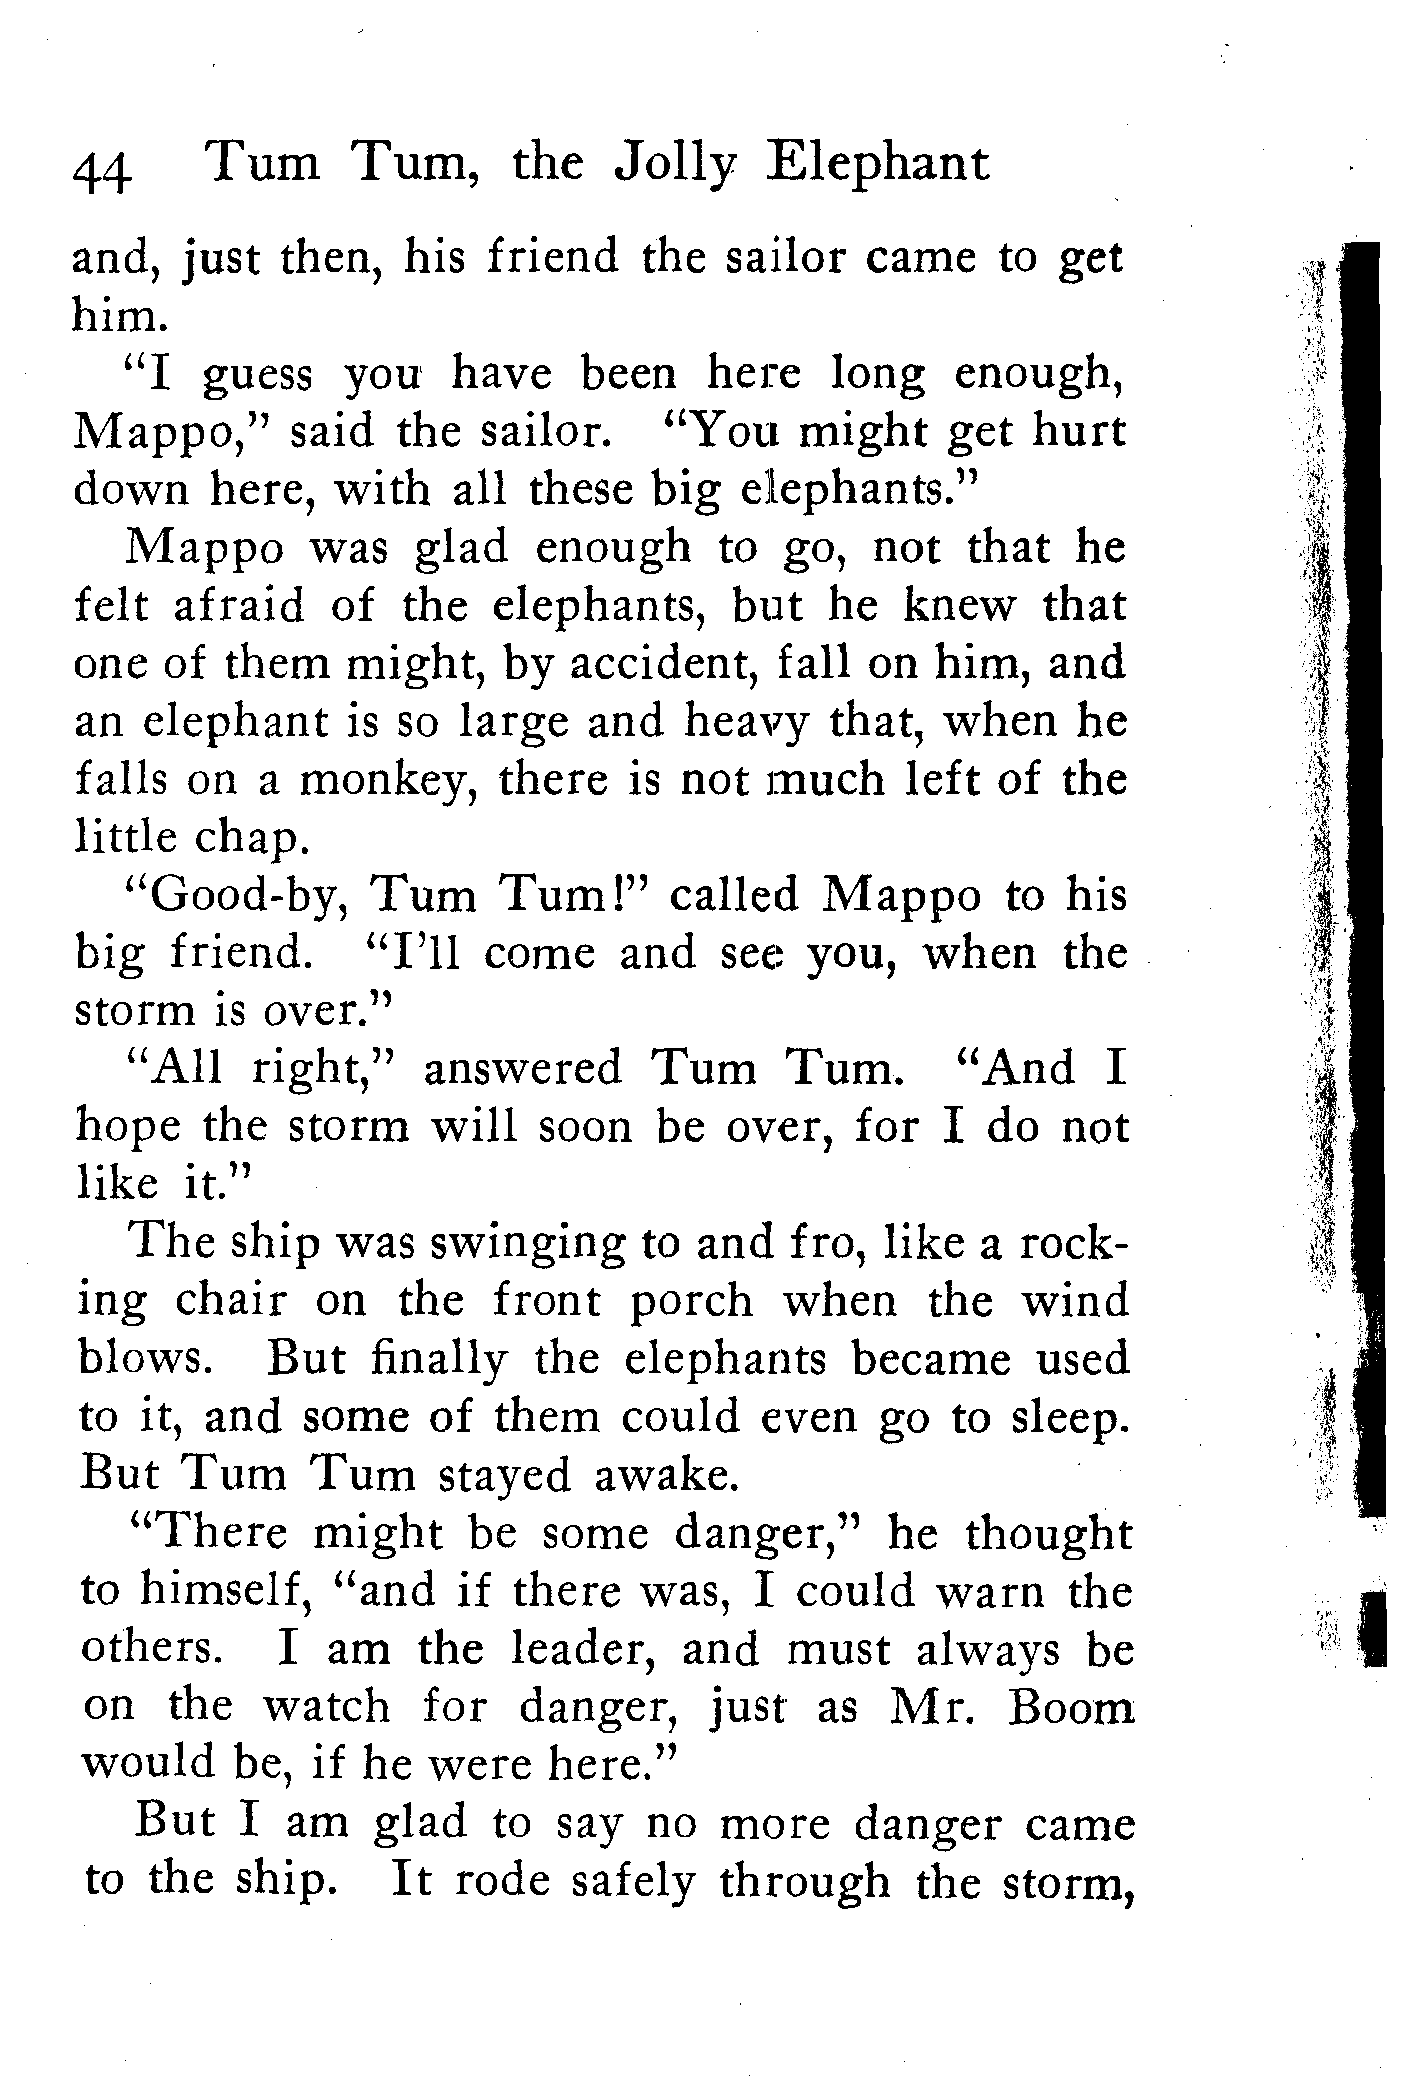 44 Tum Tum, the Jolly Elephant
and, just then, his friend the sailor came to get
him.
“I guess you have been here long enough,
Mappo,” said the sailor. “You might get hurt
down here, with all these big elephants.”
Mappo was glad enough to go, not that he
felt afraid of the elephants, but he knew that
one of them might, by accident, fall on him, and
an elephant is so large and heavy that, when he
falls on a monkey, there is not much left of the
little chap.
“Good-by, Tum Tum!” called Mappo to his
big friend. “I’ll come and see you, when the
storm is over.”
“All right,” answered Tum Tum. “And I
hope the storm will soon be over, for I do not
like it.”
The ship was swinging to and fro, like a rock-
ing chair on the front porch when the wind
blows. But finally the elephants became used
to it, and some of them could even go to sleep.
But Tum Tum stayed awake.
“There might be some danger,” he thought
to himself, “and if there was, I could warn the
others. I am the leader, and must always be
on the watch for danger, just as Mr. Boom
would be, if he were here.”
But I am glad to say no more danger came
to the ship. It rode safely through the storm,